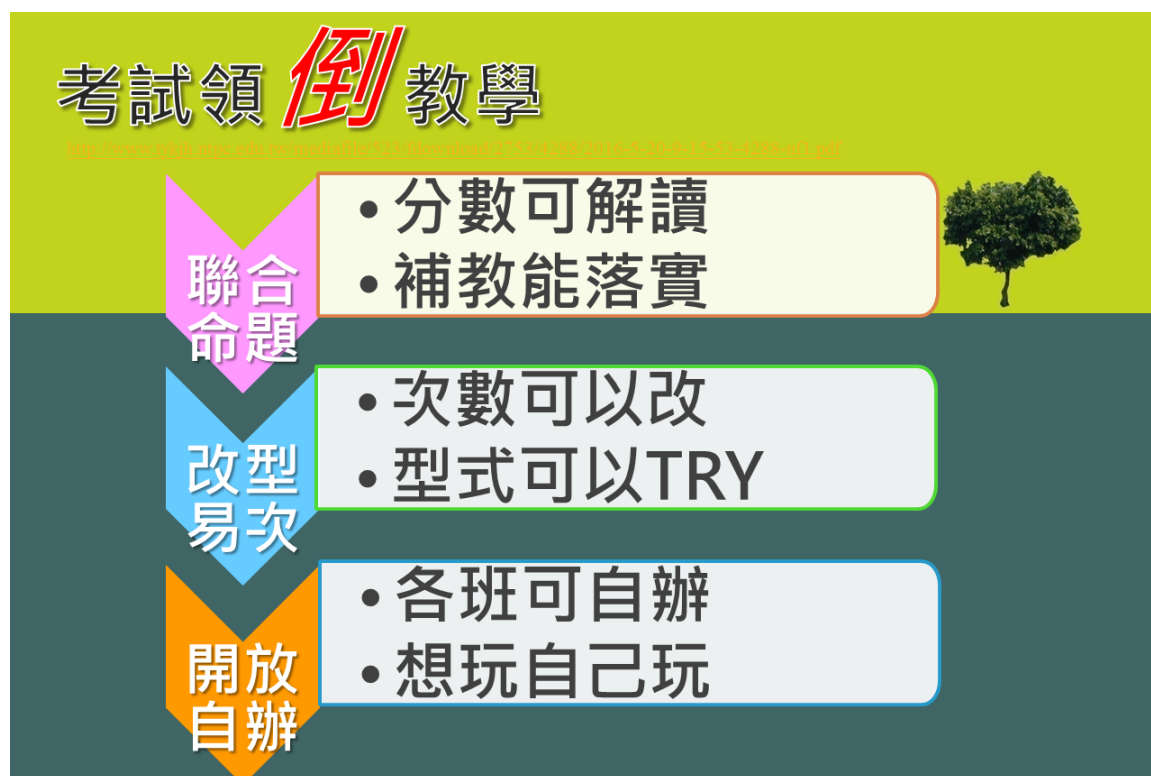 考試領倒教學
• 分數可解讀
• 補教能落實
聯合
命題
• 次數可以改
• 型式可以TRY
改型
易次
• 各班可自辦
• 想玩自己玩
開放
自辦